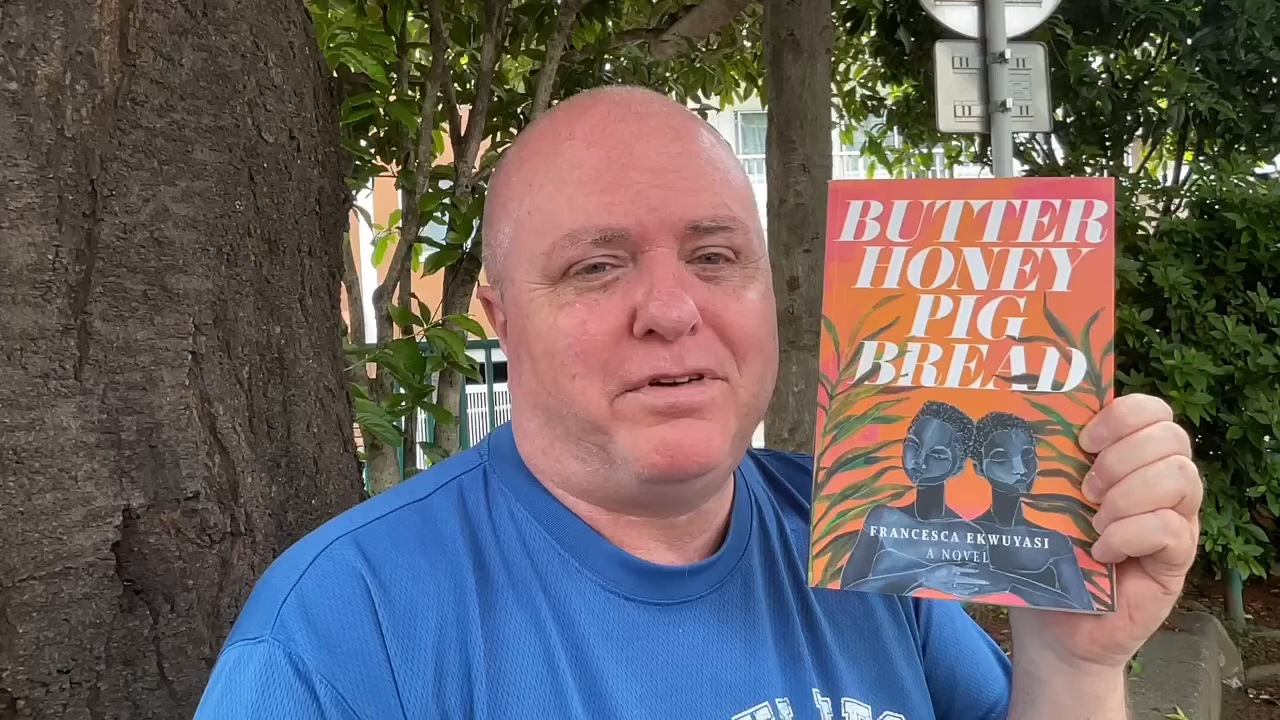 BUTTER
HONEY
PIG
BREAD
FRANCESCA EKWUYASI
A NOVEL